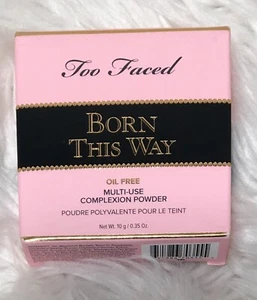 Too Faced
BORN
THIS WAY
OIL FREE
MULTI-USE
COMPLEXION POWDER
POUDRE POLYVALENTE POUR LE TEINT
Net Wt. 10 g / 0.35 Oz.